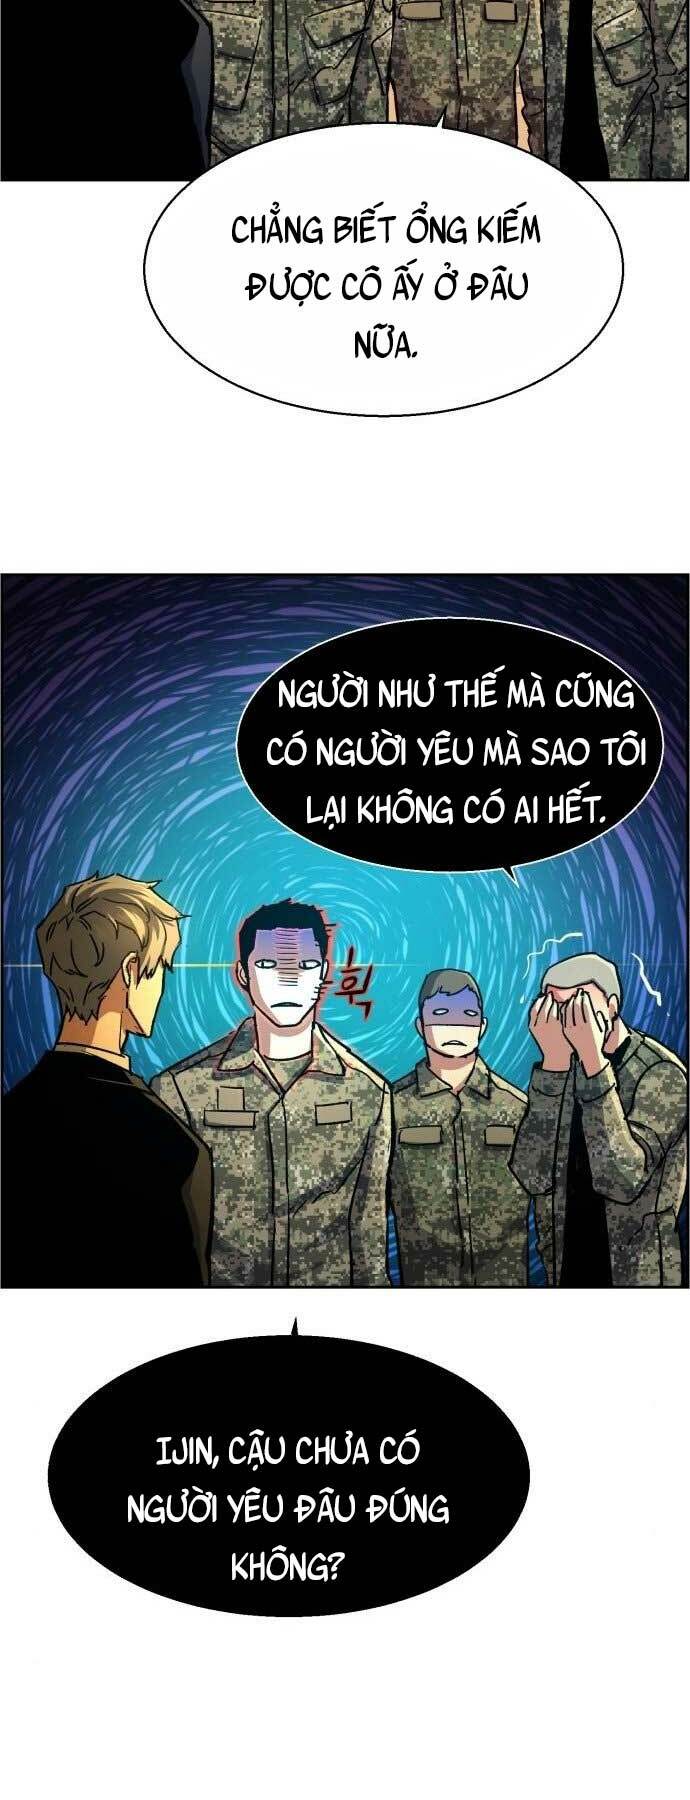 CHẲNG BIẾT ỔNG KIẾM
ĐƯỢC CÔ ẤY Ở ĐÂU
NỮA.
NGƯỜI NHƯ THẾ MÀ CŨNG
CÓ NGƯỜI YÊU MÀ SAO TÔI
LẠI KHÔNG CÓ AI HẾT.
휙
IJIN, CẬU CHƯA CÓ
NGƯỜI YÊU ĐÂU ĐÚNG
KHÔNG?